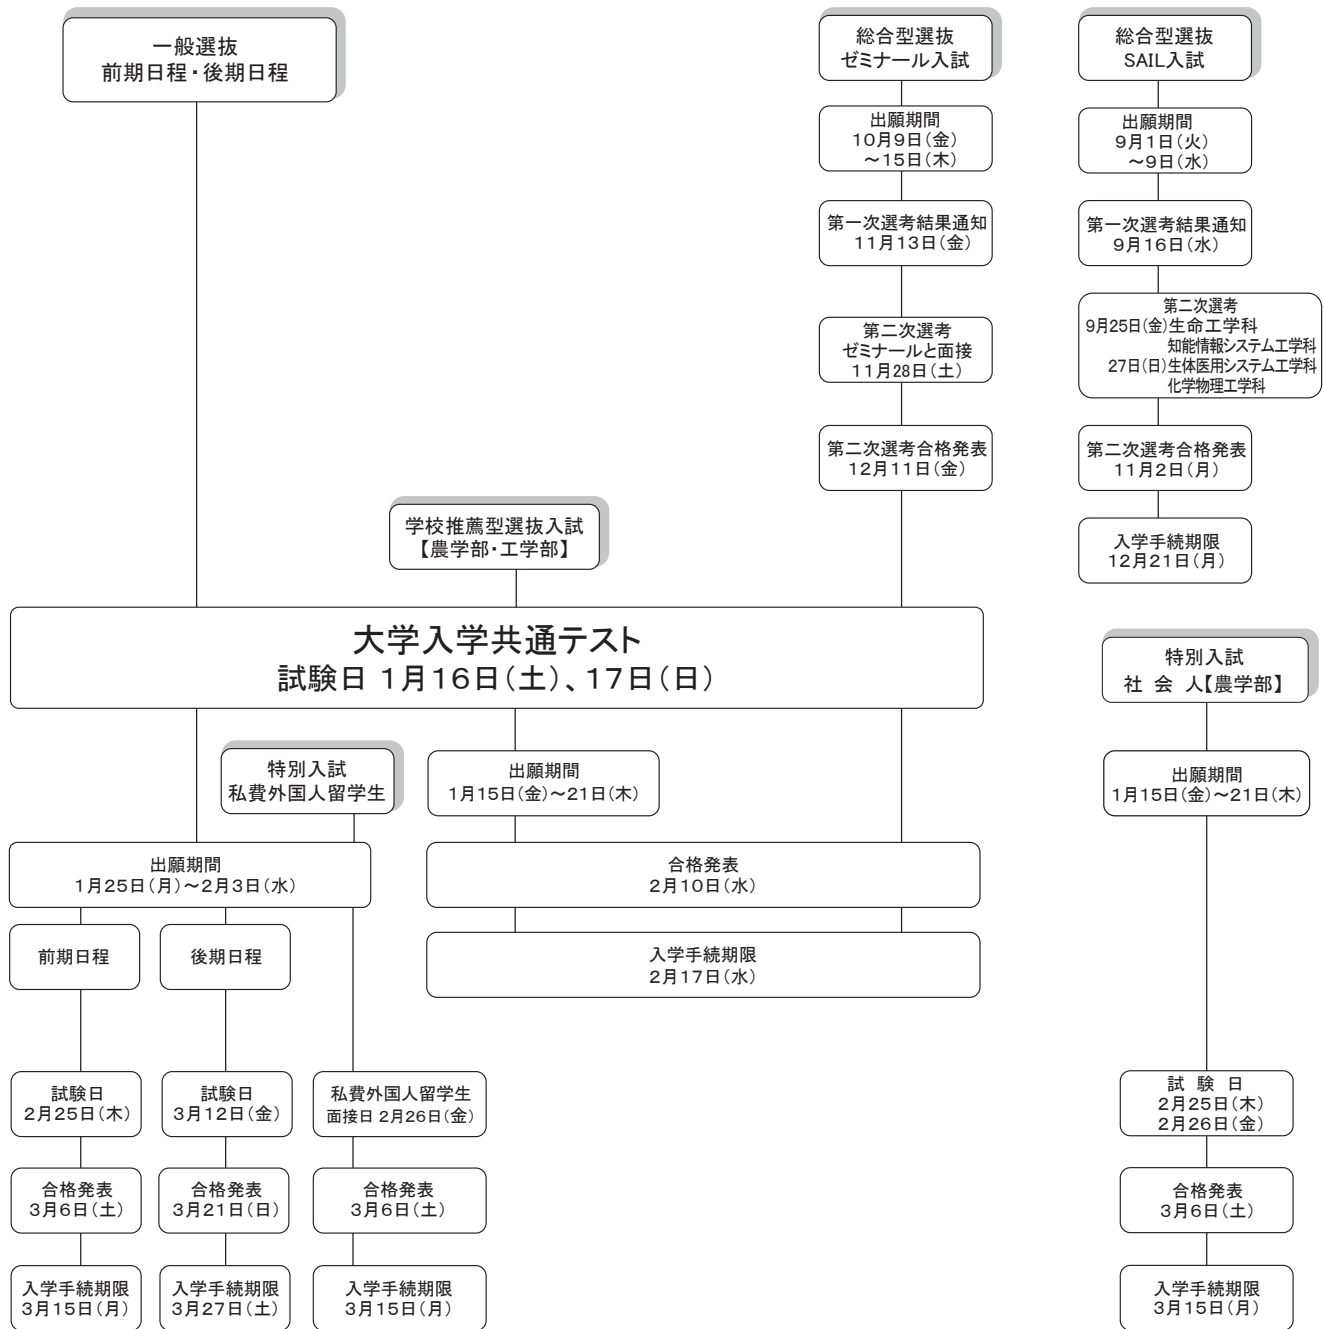 一般選抜
前期日程・後期日程
総合型選抜
ゼミナール入試
出願期間
10月9日(金)
～15日(木)
第一次選考結果通知
11月13日(金)
第二次選考
ゼミナールと面接
11月28日(土)
第二次選考合格発表
12月11日(金)
総合型選抜
SAIL入試
出願期間
9月1日(火)
～9日(水)
第一次選考結果通知
9月16日(水)
第二次選考
9月25日(金)生命工学科
知能情報システム工学科
27日(日)生体医用システム工学科
化学物理工学科
第二次選考合格発表
11月2日(月)
入学手続期限
12月21日(月)
学校推薦型選抜入試
【農学部・工学部】
大学入学共通テスト
試験日 1月16日(土)、17日(日)
特別入試
私費外国人留学生
出願期間
1月15日(金)～21日(木)
出願期間
1月25日(月)～2月3日(水)
合格発表
2月10日(水)
入学手続期限
2月17日(水)
前期日程
試験日
2月25日(木)
合格発表
3月6日(土)
入学手続期限
3月15日(月)
後期日程
試験日
3月12日(金)
合格発表
3月21日(日)
入学手続期限
3月27日(土)
私費外国人留学生
面接日 2月26日(金)
合格発表
3月6日(土)
入学手続期限
3月15日(月)
特別入試
社 会 人【農学部】
出願期間
1月15日(金)～21日(木)
試 験 日
2月25日(木)
2月26日(金)
合格発表
3月6日(土)
入学手続期限
3月15日(月)